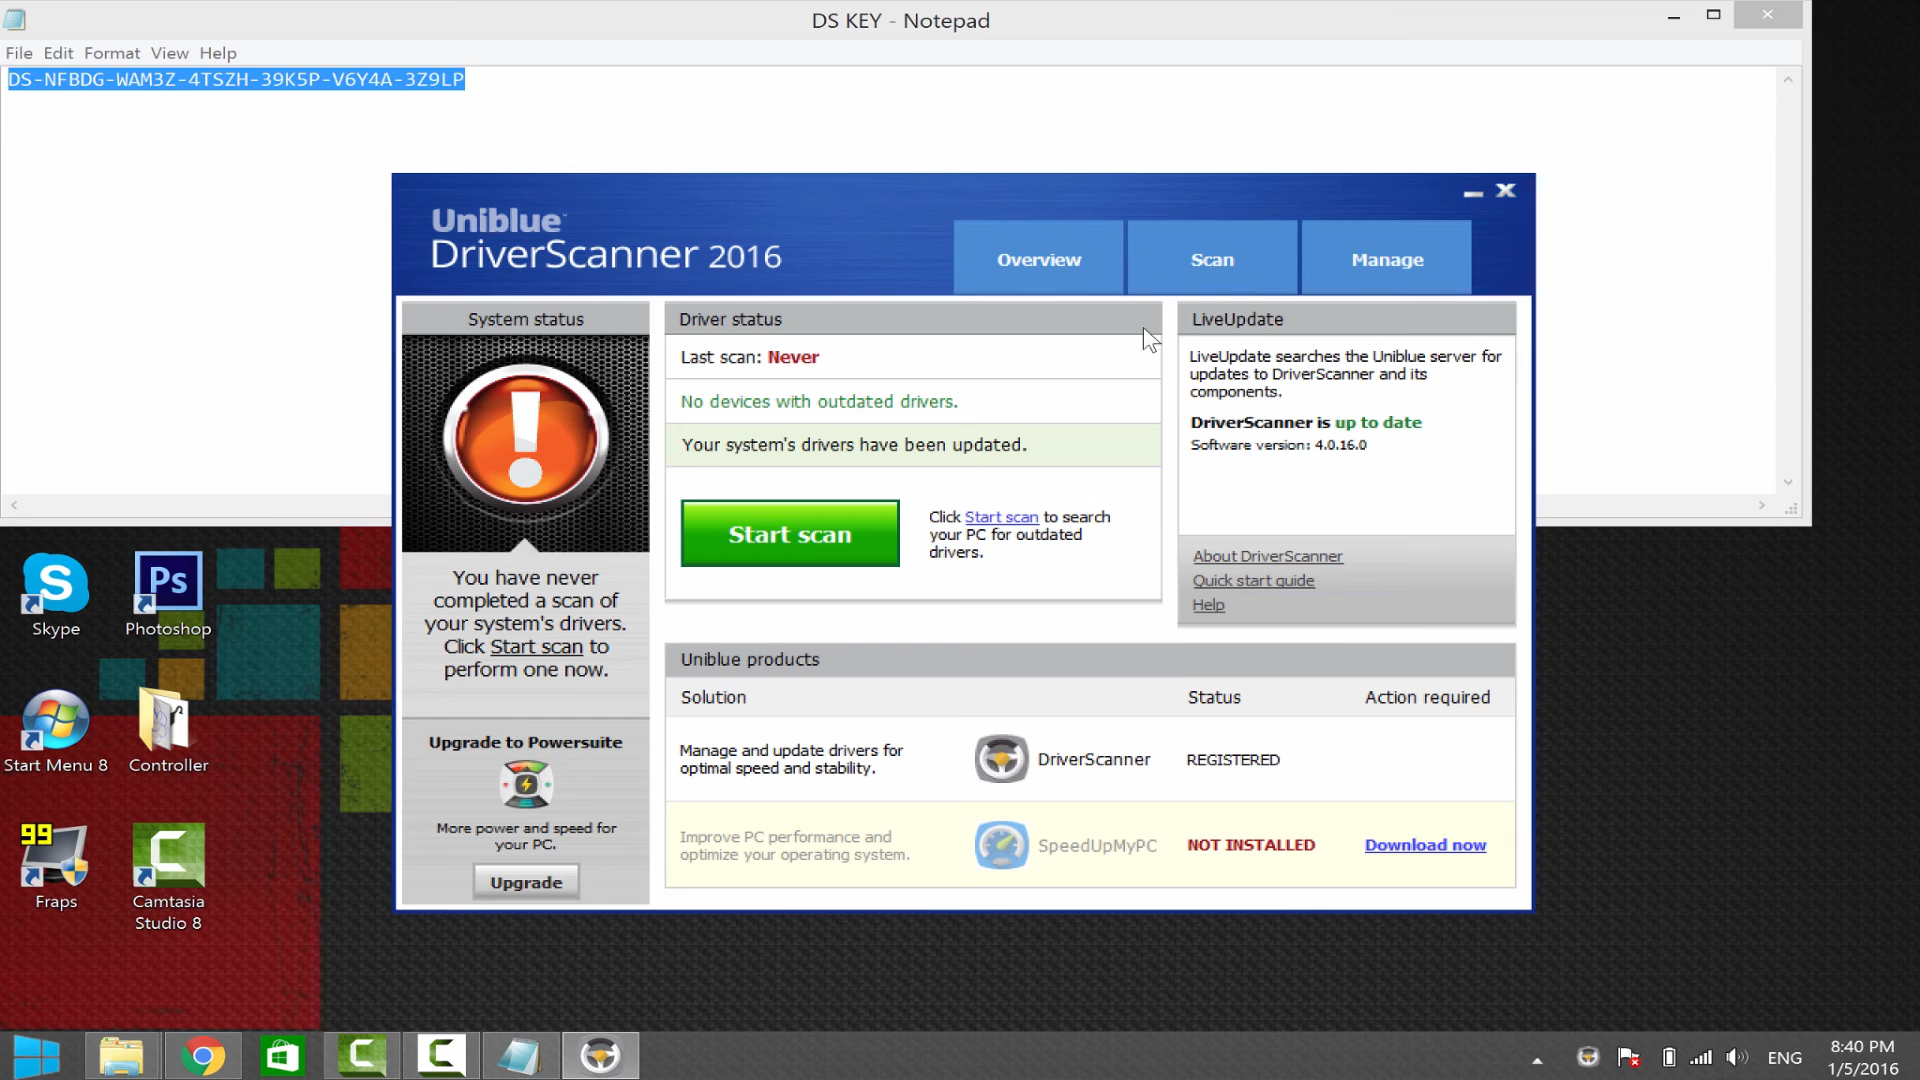 DS KEY - Notepad
File Edit Format View Help
DS-NFBDG-WAM3Z-4TSZH-39K5P-V6Y4A-3Z9LP
Uniblue
DriverScanner 2016
Overview
Scan
Manage
System status
You have never
completed a scan of
your system's drivers.
Click Start scan to
perform one now.
Upgrade to Powersuite
More power and speed for
your PC.
Upgrade
Driver status
Last scan: Never
No devices with outdated drivers.
Your system's drivers have been updated.
Start scan
Click Start scan to search
your PC for outdated
drivers.
LiveUpdate
LiveUpdate searches the Uniblue server for
updates to DriverScanner and its
components.
DriverScanner is up to date
Software version: 4.0.16.0
About DriverScanner
Quick start guide
Help
Uniblue products
Solution Status Action required
Manage and update drivers for
optimal speed and stability.
DriverScanner
REGISTERED
Improve PC performance and
optimize your operating system.
SpeedUpMyPC
NOT INSTALLED
Download now
S
Skype
Ps
Photoshop
Start Menu 8
Controller
99
Fraps
C
Camtasia
Studio 8
ENG
8:40 PM
1/5/2016